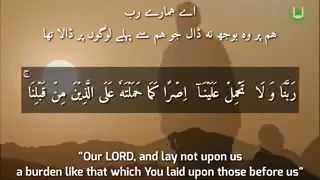 اے ہمارے رب
ہم پر وہ بوجھ نہ ڈال جو ہم سے پہلے لوگوں پر ڈالا تھا
رَبَّنَا وَ لَا تَحْمِلْ عَلَيْنَآ اِصْرًا كَمَا حَمَلْتَهٗ عَلَى الَّذِيْنَ مِنْ قَبْلِنَا ۚ
"Our LORD, and lay not upon us
a burden like that which You laid upon those before us"